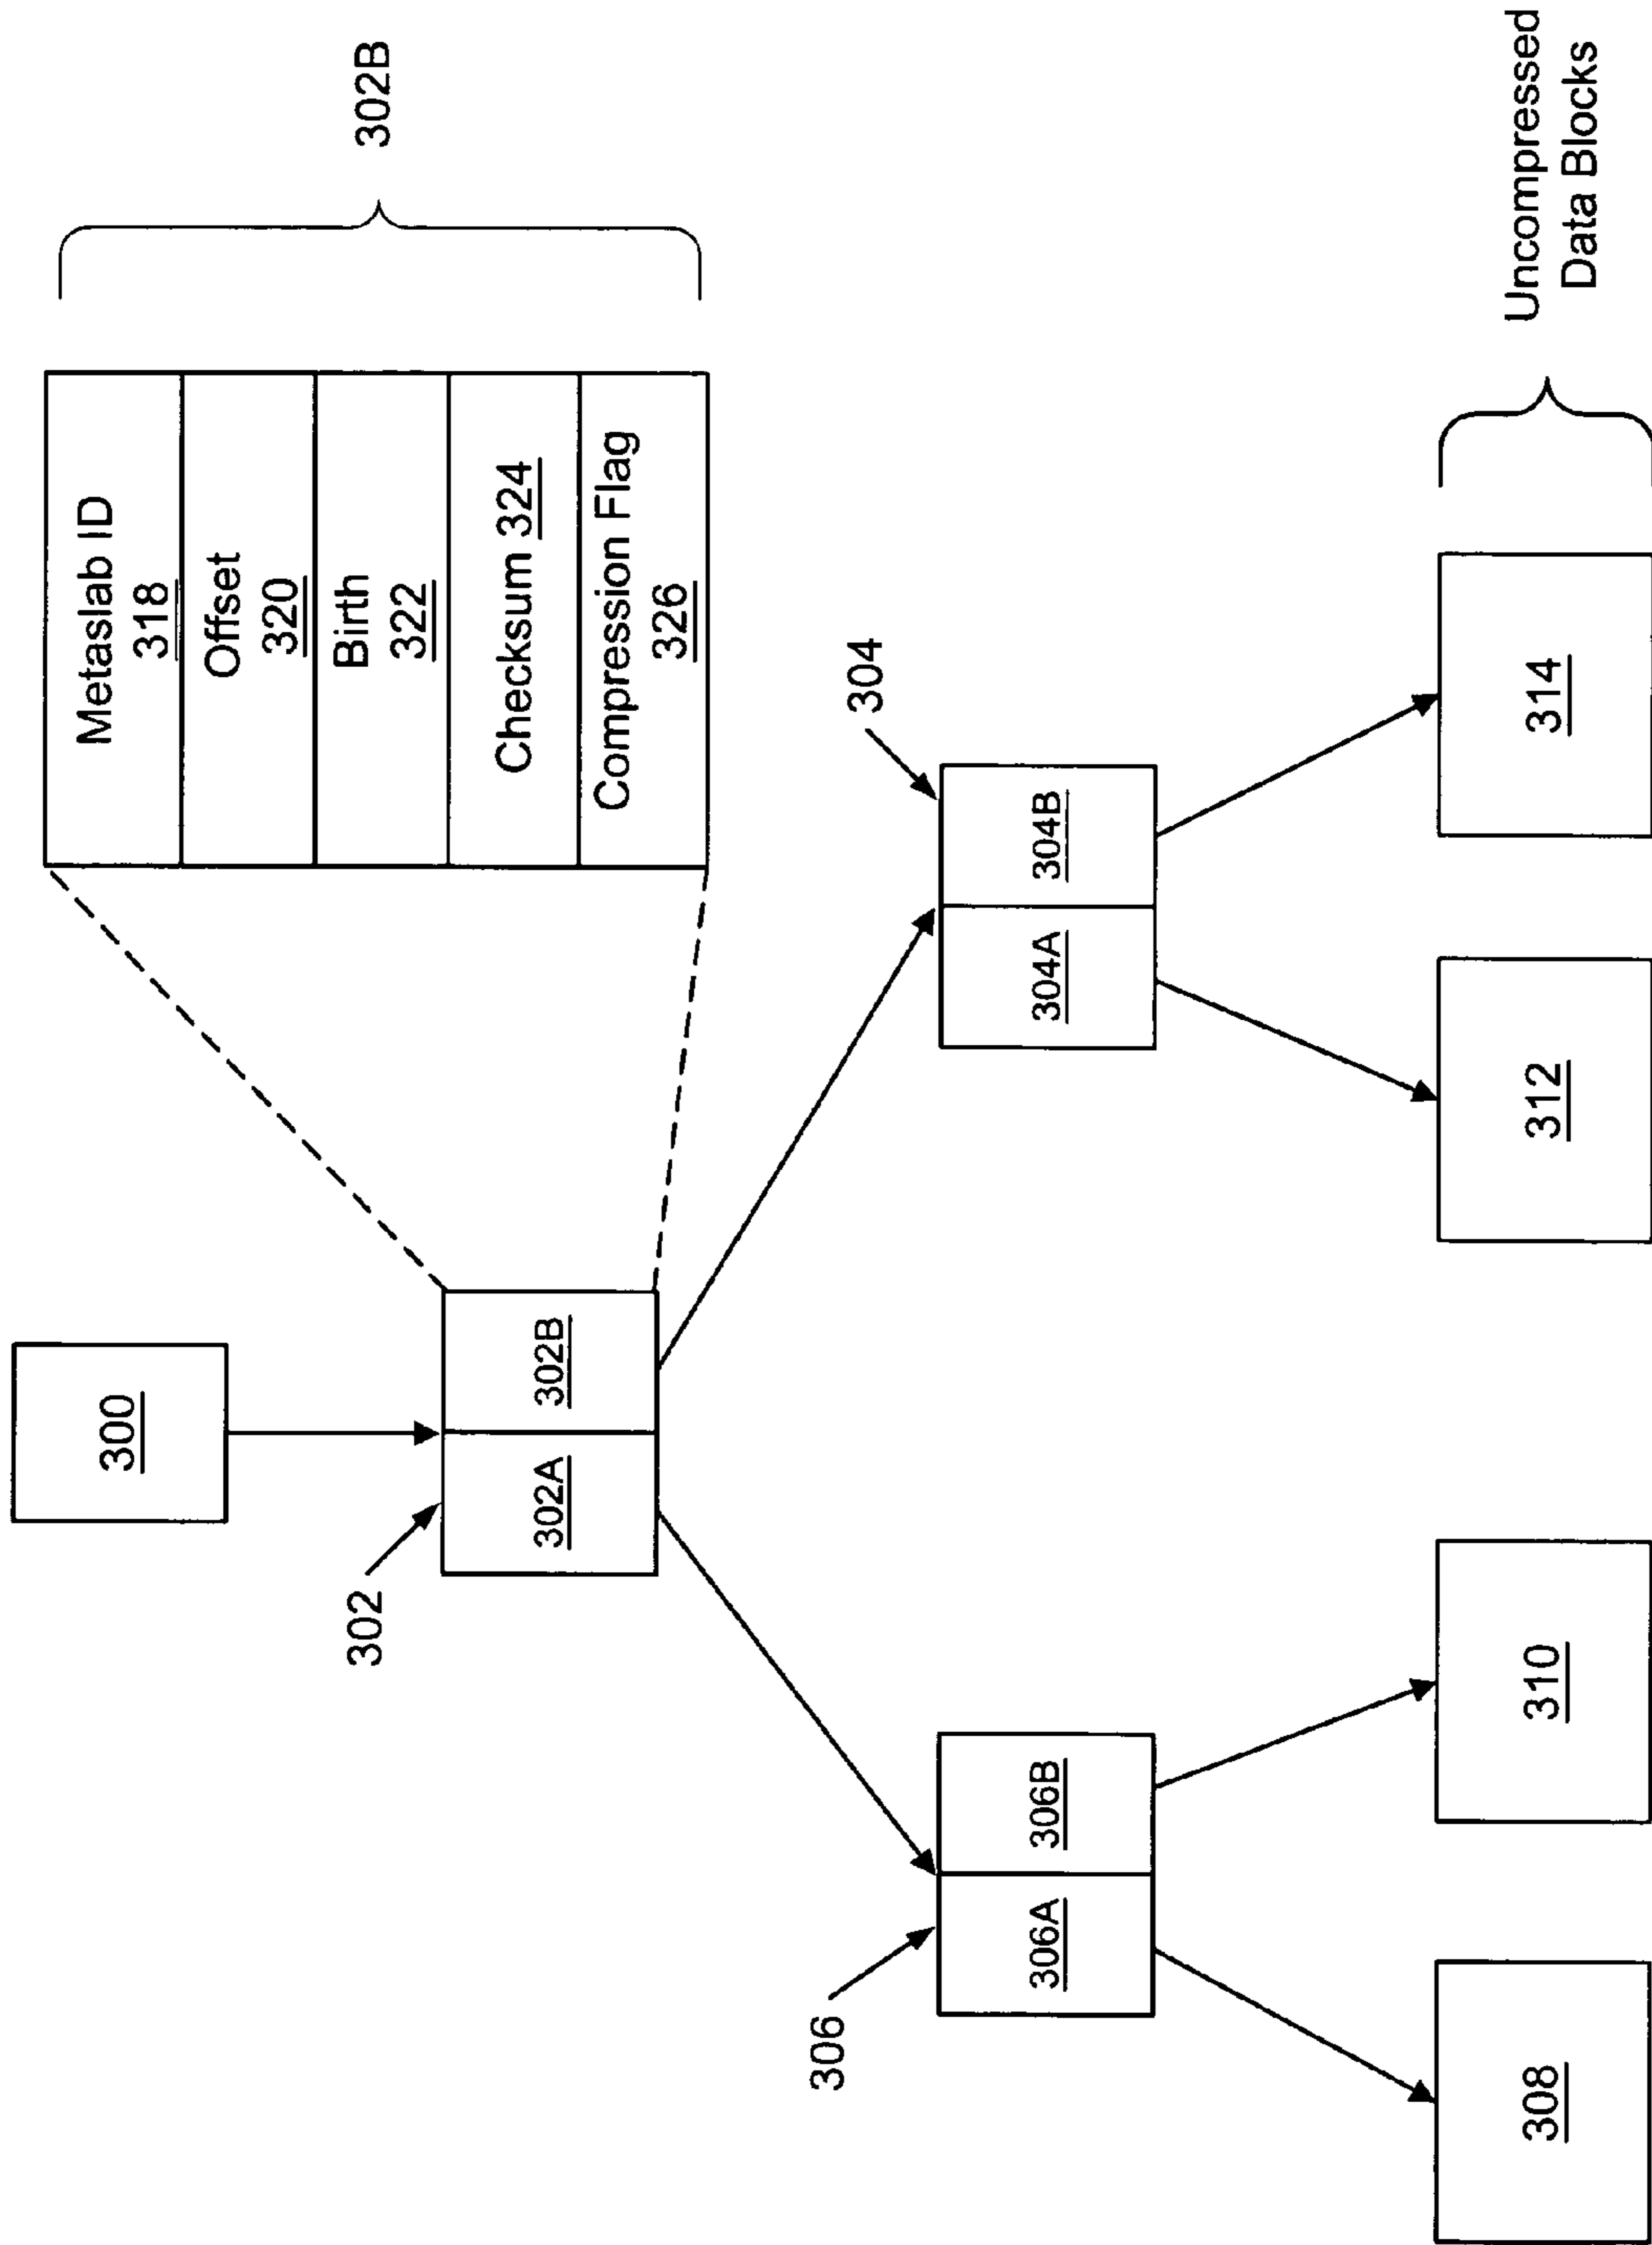 300
302
302A
302B
Metaslab ID
318
Offset
320
Birth
322
Checksum 324
Compression Flag
326
302B
306
306A
306B
304
304A
304B
308
310
312
314
Uncompressed
Data Blocks